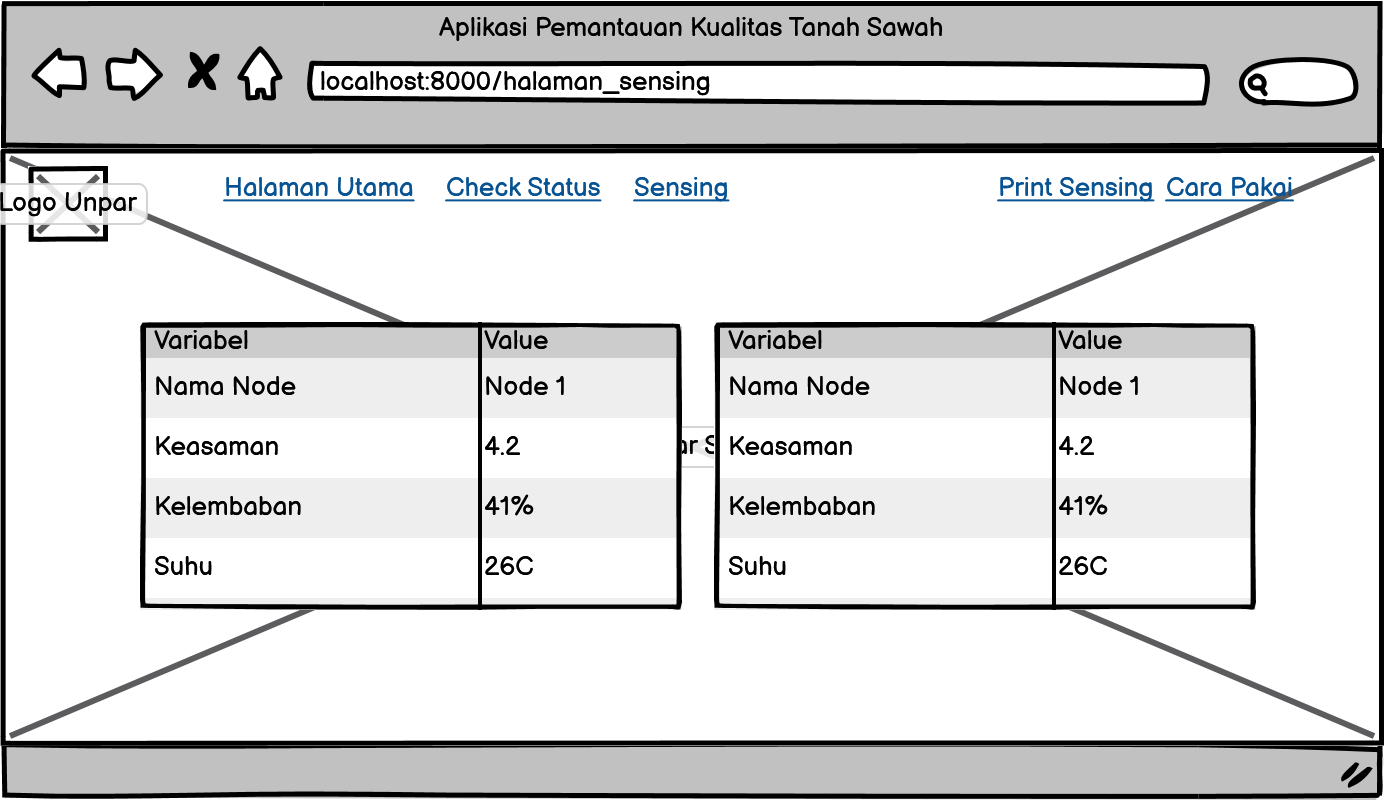 Aplikasi Pemantauan Kualitas Tanah Sawah
localhost:8000/halaman_sensing
Logo Unpar
Halaman Utama Check Status Sensing Print Sensing Cara Pakai
Variabel Value Variabel Value
Nama Node Node 1 Nama Node Node 1
Keasaman 4.2 Keasaman 4.2
Kelembaban 41% Kelembaban 41%
Suhu 26C Suhu 26C